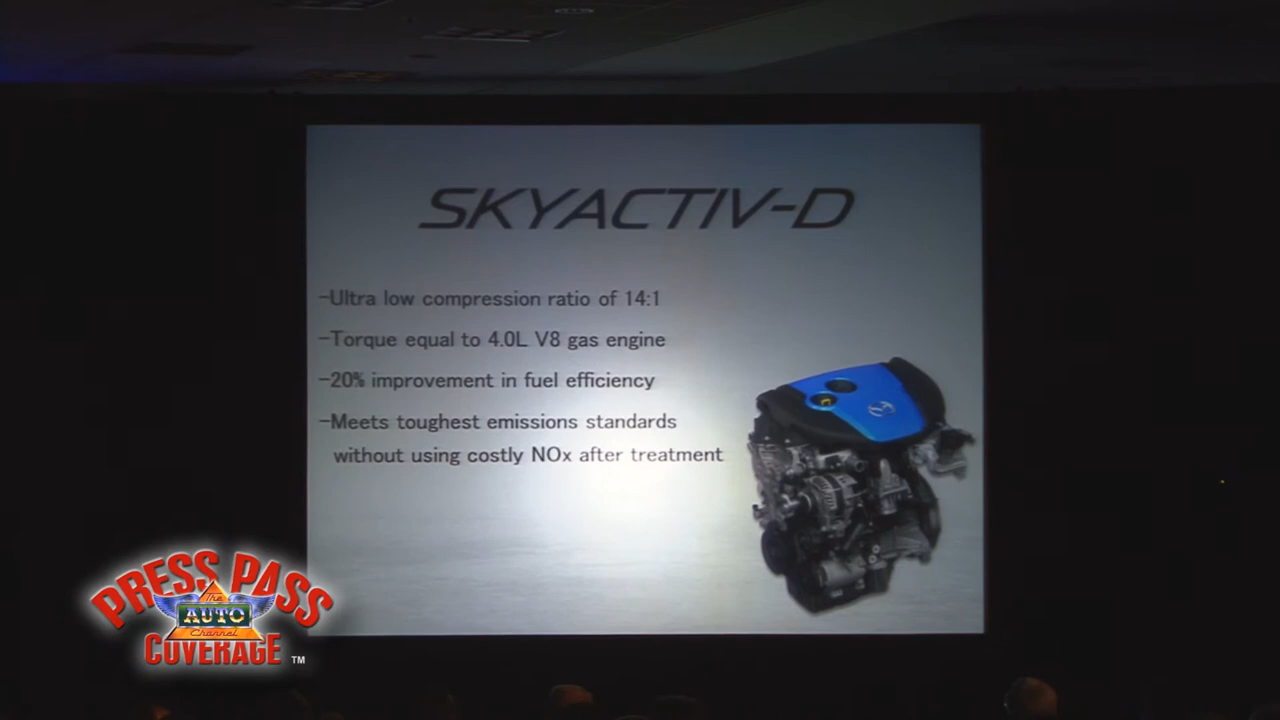 SKYACTIV-D
-Ultra low compression ratio of 14:1
-Torque equal to 4.0L V8 gas engine
-20% improvement in fuel efficiency
-Meets toughest emissions standards
without using costly NOx after treatment
PRESS PASS
The
AUTO
Channel
COVERAGE TM